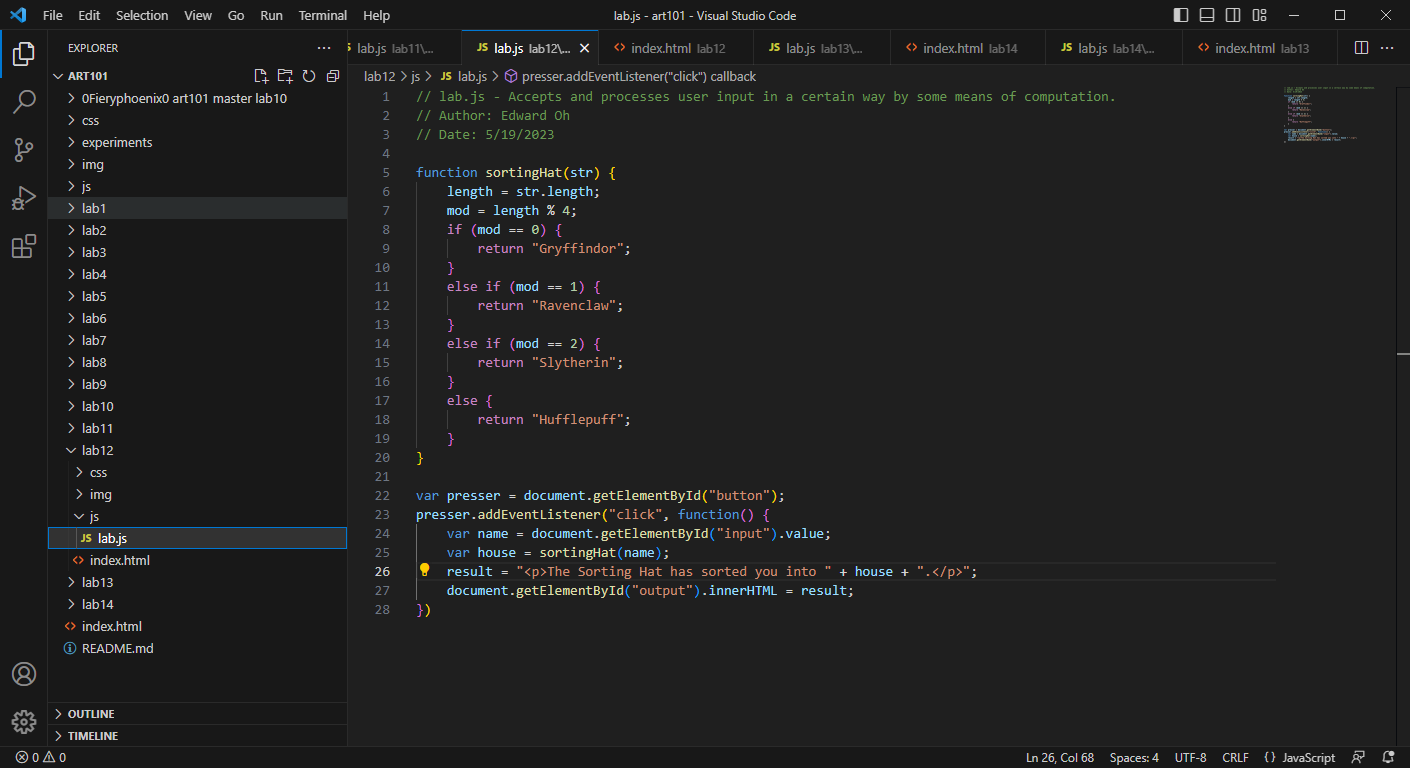 File Edit Selection View Go Run Terminal Help lab.js - art101 - Visual Studio Code
EXPLORER
ART101
0Fieryphoenix0 art101 master lab10
css
experiments
img
js
lab1
lab2
lab3
lab4
lab5
lab6
lab7
lab8
lab9
lab10
lab11
lab12
css
img
js
JS lab.js
index.html
lab13
lab14
index.html
README.md
OUTLINE
TIMELINE
lab.js lab11\... JS lab.js lab12\... index.html lab12 JS lab.js lab13\... index.html lab14 JS lab.js lab14\... index.html lab13
lab12 > js > JS lab.js > presser.addEventListener("click") callback
1 // lab.js - Accepts and processes user input in a certain way by some means of computation.
2 // Author: Edward Oh
3 // Date: 5/19/2023
4
5 function sortingHat(str) {
6 length = str.length;
7 mod = length % 4;
8 if (mod == 0) {
9 return "Gryffindor";
10 }
11 else if (mod == 1) {
12 return "Ravenclaw";
13 }
14 else if (mod == 2) {
15 return "Slytherin";
16 }
17 else {
18 return "Hufflepuff";
19 }
20 }
21
22 var presser = document.getElementById("button");
23 presser.addEventListener("click", function() {
24 var name = document.getElementById("input").value;
25 var house = sortingHat(name);
26 result = "<p>The Sorting Hat has sorted you into " + house + ".</p>";
27 document.getElementById("output").innerHTML = result;
28 })
0 0 Ln 26, Col 68 Spaces: 4 UTF-8 CRLF {} JavaScript